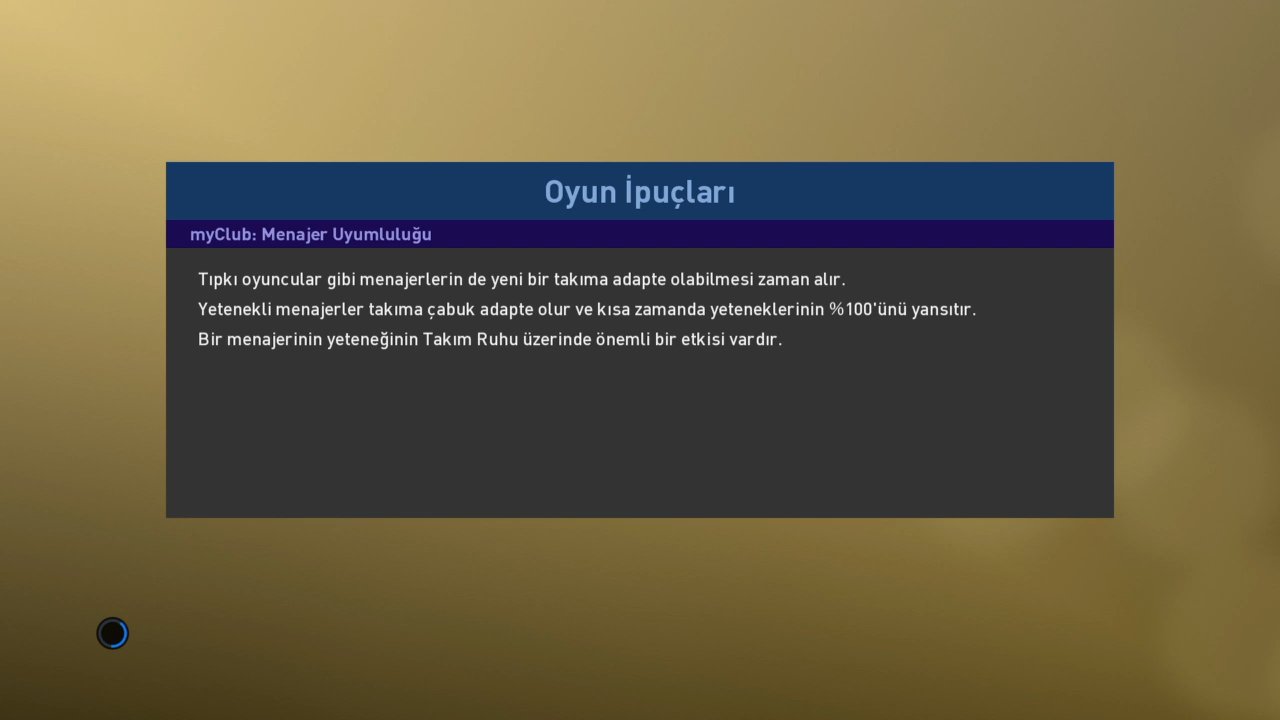 Oyun İpuçları
myClub: Menajer Uyumluluğu
Tıpkı oyuncular gibi menajerlerin de yeni bir takıma adapte olabilmesi zaman alır.
Yetenekli menajerler takıma çabuk adapte olur ve kısa zamanda yeteneklerinin %100'ünü yansıtır.
Bir menajerinin yeteneğinin Takım Ruhu üzerinde önemli bir etkisi vardır.